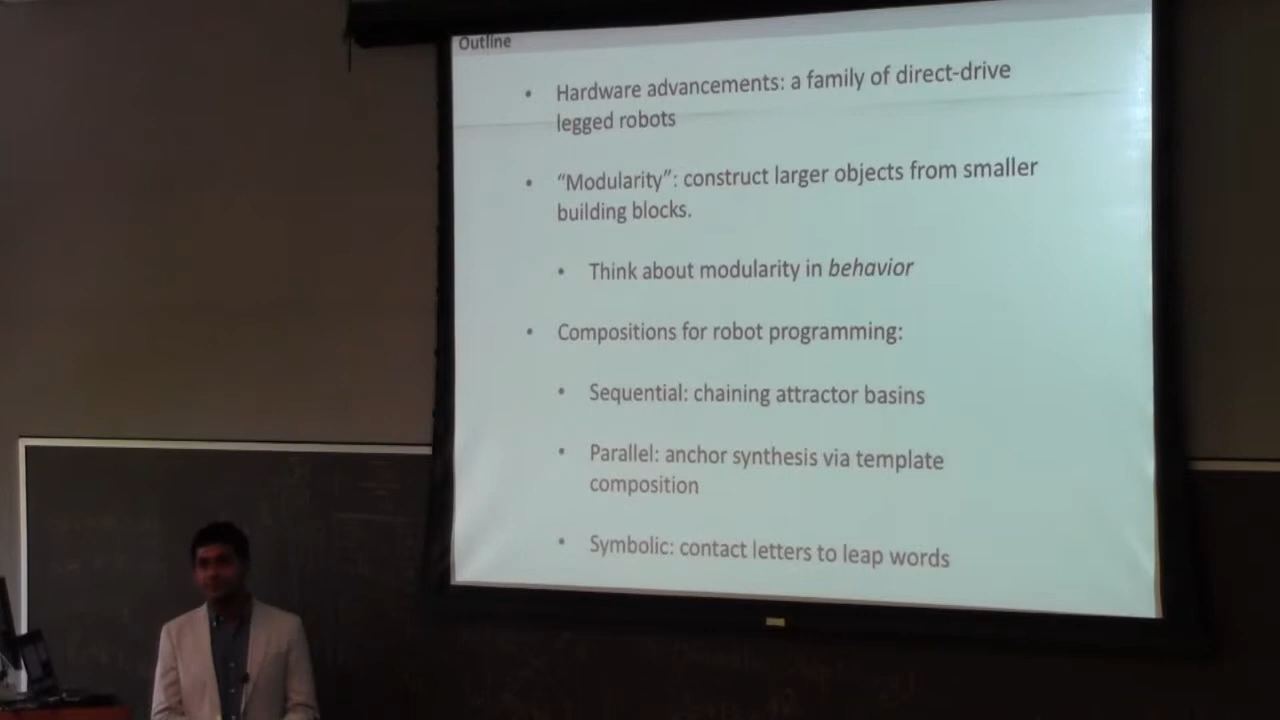 Outline
• Hardware advancements: a family of direct-drive
legged robots
• “Modularity”: construct larger objects from smaller
building blocks.
• Think about modularity in behavior
• Compositions for robot programming:
• Sequential: chaining attractor basins
• Parallel: anchor synthesis via template
composition
• Symbolic: contact letters to leap words